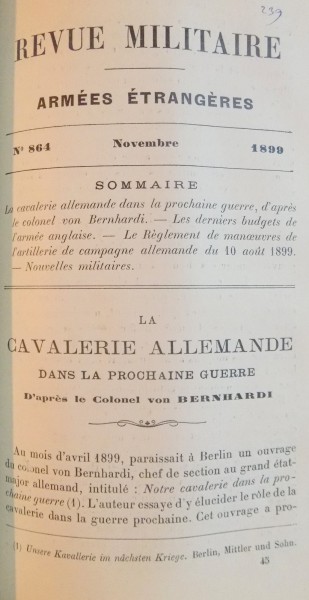 239
REVUE MILITAIRE
ARMÉES ÉTRANGÈRES
N° 864 Novembre 1899
SOMMAIRE
La cavalerie allemande dans la prochaine guerre, d'après
le colonel von Bernhardi. — Les derniers budgets de
l'armée anglaise. — Le Règlement de manœuvres de
l'artillerie de campagne allemande du 10 août 1899.
— Nouvelles militaires.
LA
CAVALERIE ALLEMANDE
DANS LA PROCHAINE GUERRE
D'après le Colonel von BERNHARDI
Au mois d'avril 1899, paraissait à Berlin un ouvrage
du colonel von Bernhardi, chef de section au grand état-
major allemand, intitulé : Notre cavalerie dans la pro-
chaine guerre (1). L'auteur essaye d'y élucider le rôle de la
cavalerie dans la guerre prochaine. Cet ouvrage a pro-
(1) Unsere Kavallerie im nächsten Kriege. Berlin, Mittler und Sohn.
45